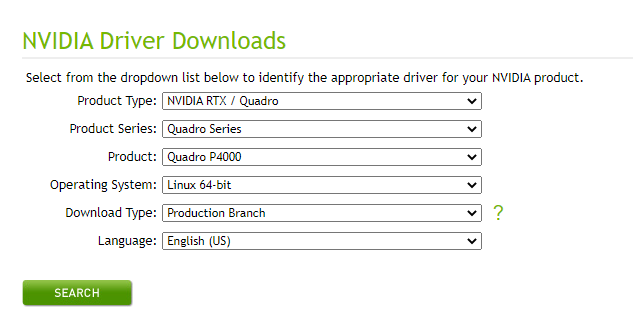 NVIDIA Driver Downloads
Select from the dropdown list below to identify the appropriate driver for your NVIDIA product.
Product Type: NVIDIA RTX / Quadro
Product Series: Quadro Series
Product: Quadro P4000
Operating System: Linux 64-bit
Download Type: Production Branch ?
Language: English (US)
SEARCH